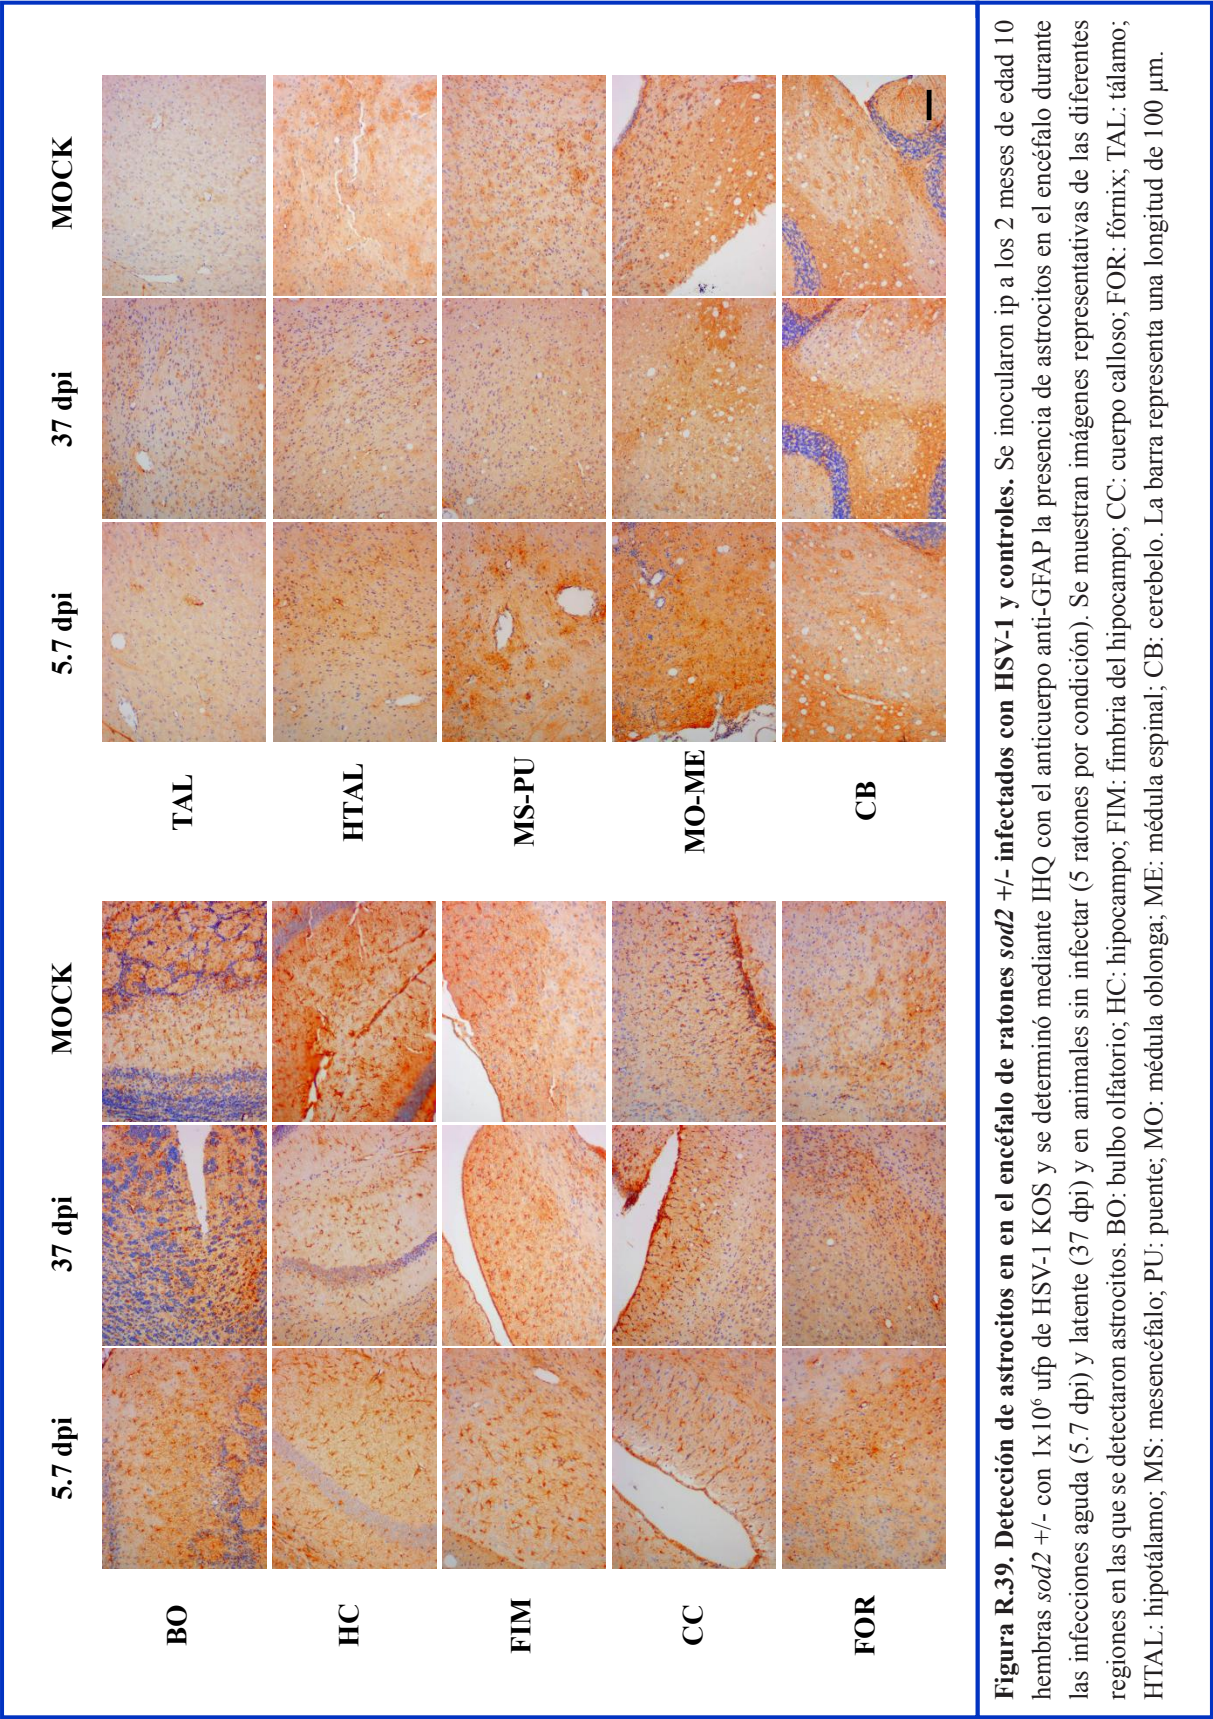 5.7 dpi
37 dpi
MOCK
BO
HC
FIM
CC
FOR
5.7 dpi
37 dpi
MOCK
TAL
HTAL
MS-PU
MO-ME
CB
Figura R.39. Detección de astrocitos en en el encéfalo de ratones sod2 +/- infectados con HSV-1 y controles. Se inocularon ip a los 2 meses de edad 10
hembras sod2 +/- con 1x10⁶ ufp de HSV-1 KOS y se determinó mediante IHQ con el anticuerpo anti-GFAP la presencia de astrocitos en el encéfalo durante
las infecciones aguda (5.7 dpi) y latente (37 dpi) y en animales sin infectar (5 ratones por condición). Se muestran imágenes representativas de las diferentes
regiones en las que se detectaron astrocitos. BO: bulbo olfatorio; HC: hipocampo; FIM: fimbria del hipocampo; CC: cuerpo calloso; FOR: fórnix; TAL: tálamo;
HTAL: hipotálamo; MS: mesencéfalo; PU: puente; MO: médula oblonga; ME: médula espinal; CB: cerebelo. La barra representa una longitud de 100 µm.